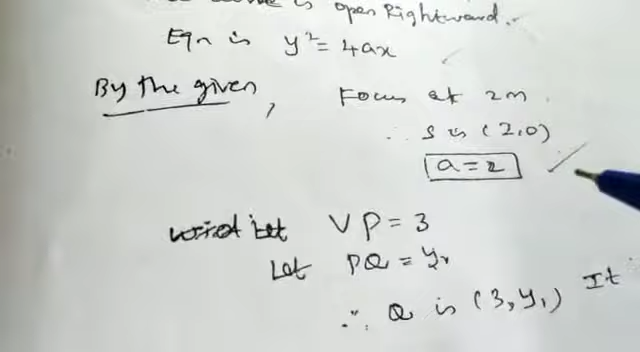 is open Rightward.
Eqn is y² = 4ax
By the given, Focus at 2m.
∴ S is (2,0)
a = 2
Let VP = 3
Let PQ = y₁
∴ Q is (3, y₁) It